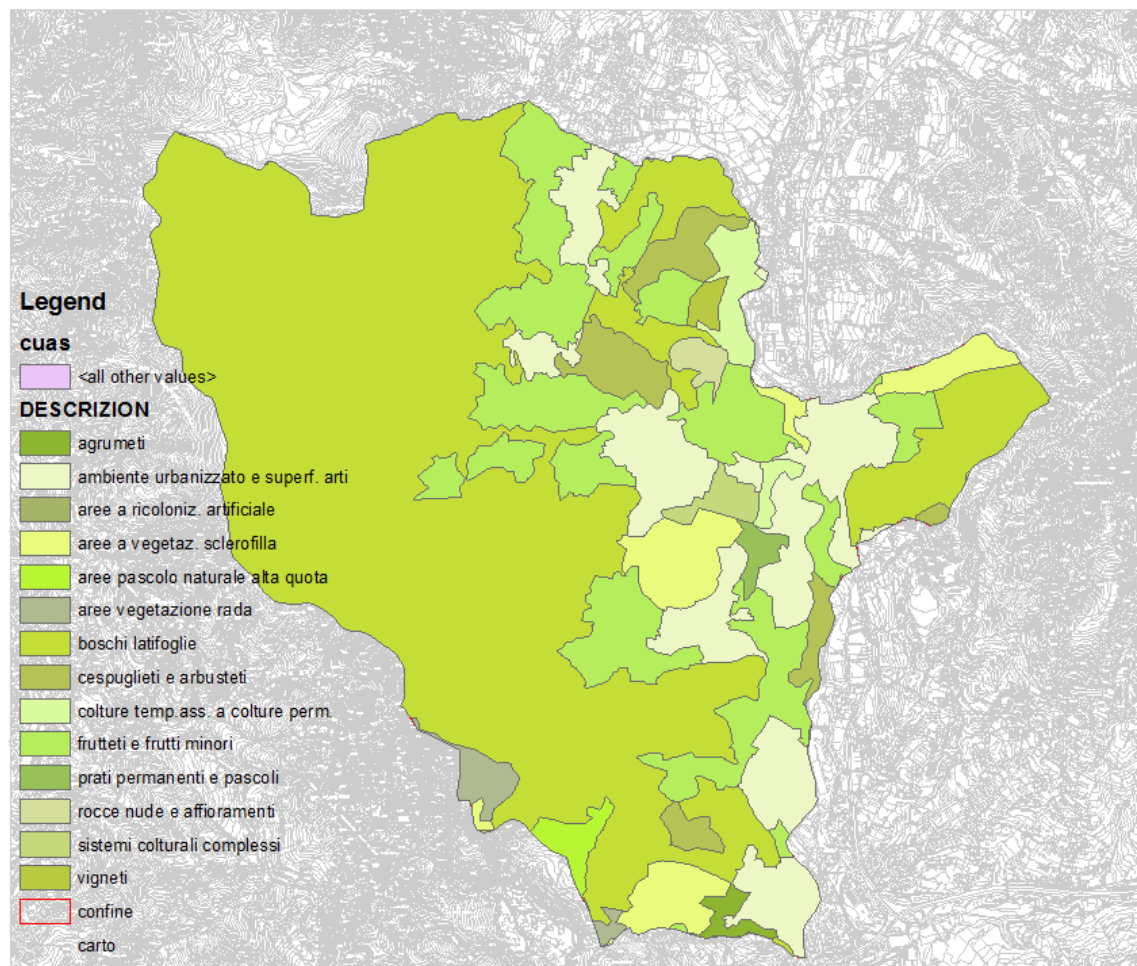 Legend
cuas
<all other values>
DESCRIZION
agrumeti
ambiente urbanizzato e superf. arti
aree a ricoloniz. artificiale
aree a vegetaz. sclerofilla
aree pascolo naturale alta quota
aree vegetazione rada
boschi latifoglie
cespuglieti e arbusteti
colture temp.ass. a colture perm.
frutteti e frutti minori
prati permanenti e pascoli
rocce nude e affioramenti
sistemi colturali complessi
vigneti
confine
carto